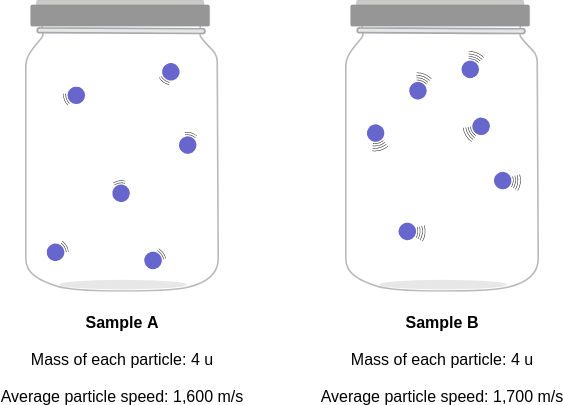 Sample A
Mass of each particle: 4 u
Average particle speed: 1,600 m/s
Sample B
Mass of each particle: 4 u
Average particle speed: 1,700 m/s